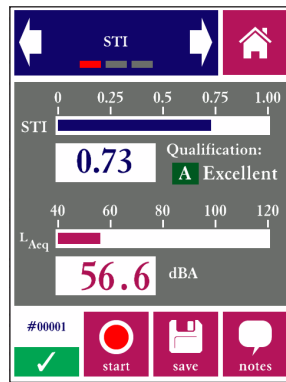 STI
0 0.25 0.5 0.75 1.00
STI
0.73
Qualification:
A Excellent
40 60 80 100 120
LAeq
56.6 dBA
#00001
start save notes